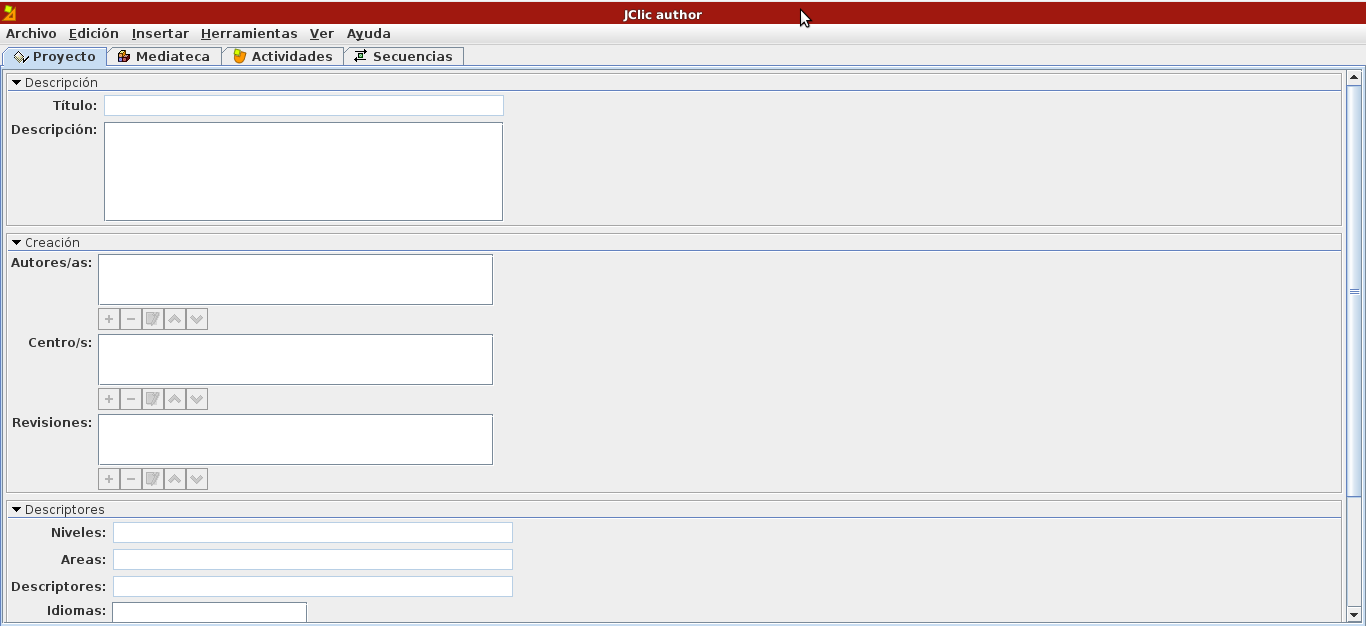 JClic author
Archivo Edición Insertar Herramientas Ver Ayuda
Proyecto Mediateca Actividades Secuencias
Descripción
Título:
Descripción:
Creación
Autores/as:
Centro/s:
Revisiones:
Descriptores
Niveles:
Areas:
Descriptores:
Idiomas: